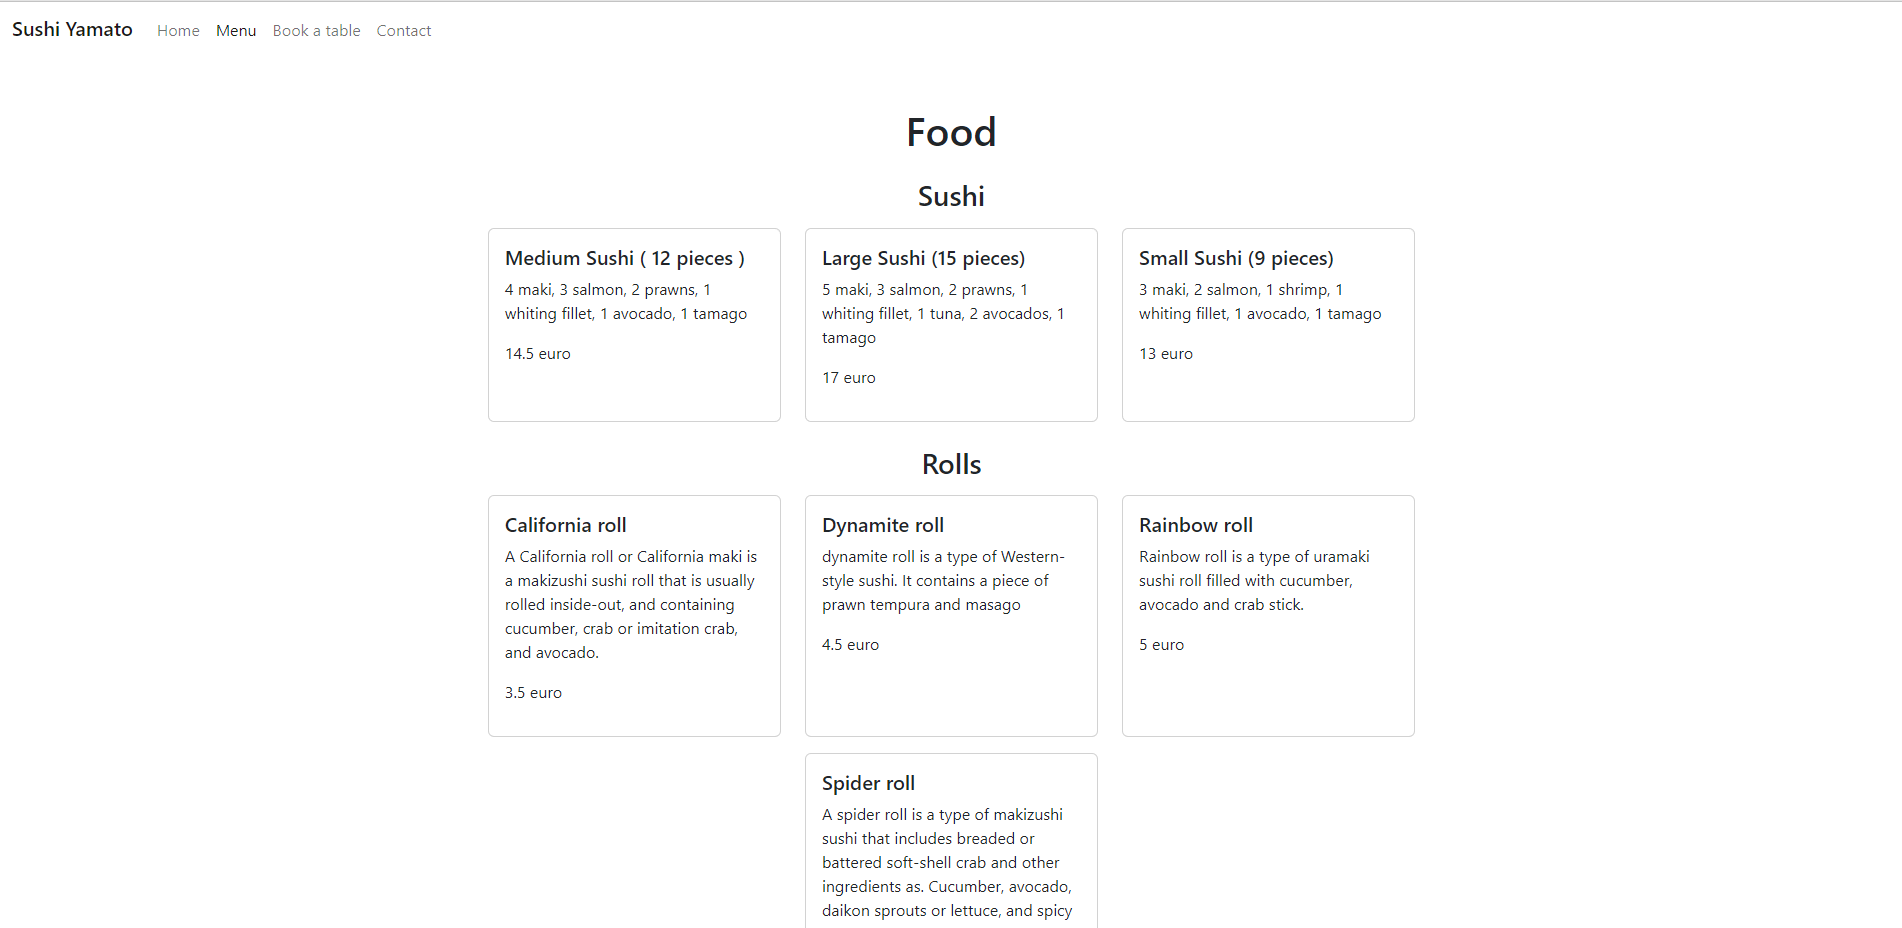 Sushi Yamato Home Menu Book a table Contact
Food
Sushi
Medium Sushi ( 12 pieces )
4 maki, 3 salmon, 2 prawns, 1
whiting fillet, 1 avocado, 1 tamago
14.5 euro
Large Sushi (15 pieces)
5 maki, 3 salmon, 2 prawns, 1
whiting fillet, 1 tuna, 2 avocados, 1
tamago
17 euro
Small Sushi (9 pieces)
3 maki, 2 salmon, 1 shrimp, 1
whiting fillet, 1 avocado, 1 tamago
13 euro
Rolls
California roll
A California roll or California maki is
a makizushi sushi roll that is usually
rolled inside-out, and containing
cucumber, crab or imitation crab,
and avocado.
3.5 euro
Dynamite roll
dynamite roll is a type of Western-
style sushi. It contains a piece of
prawn tempura and masago
4.5 euro
Rainbow roll
Rainbow roll is a type of uramaki
sushi roll filled with cucumber,
avocado and crab stick.
5 euro
Spider roll
A spider roll is a type of makizushi
sushi that includes breaded or
battered soft-shell crab and other
ingredients as. Cucumber, avocado,
daikon sprouts or lettuce, and spicy